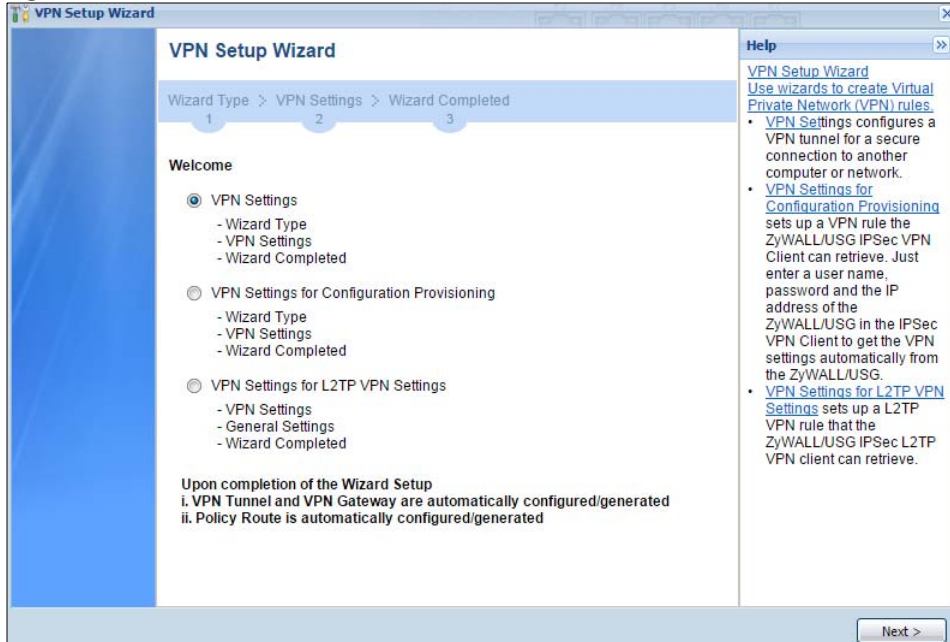 VPN Setup Wizard
VPN Setup Wizard
Wizard Type > VPN Settings > Wizard Completed
1 2 3
Welcome
VPN Settings
- Wizard Type
- VPN Settings
- Wizard Completed
VPN Settings for Configuration Provisioning
- Wizard Type
- VPN Settings
- Wizard Completed
VPN Settings for L2TP VPN Settings
- VPN Settings
- General Settings
- Wizard Completed
Upon completion of the Wizard Setup
i. VPN Tunnel and VPN Gateway are automatically configured/generated
ii. Policy Route is automatically configured/generated
Help
VPN Setup Wizard
Use wizards to create Virtual
Private Network (VPN) rules.
• VPN Settings configures a
VPN tunnel for a secure
connection to another
computer or network.
• VPN Settings for
Configuration Provisioning
sets up a VPN rule the
ZyWALL/USG IPSec VPN
Client can retrieve. Just
enter a user name,
password and the IP
address of the
ZyWALL/USG in the IPSec
VPN Client to get the VPN
settings automatically from
the ZyWALL/USG.
• VPN Settings for L2TP VPN
Settings sets up a L2TP
VPN rule that the
ZyWALL/USG IPSec L2TP
VPN client can retrieve.
Next >